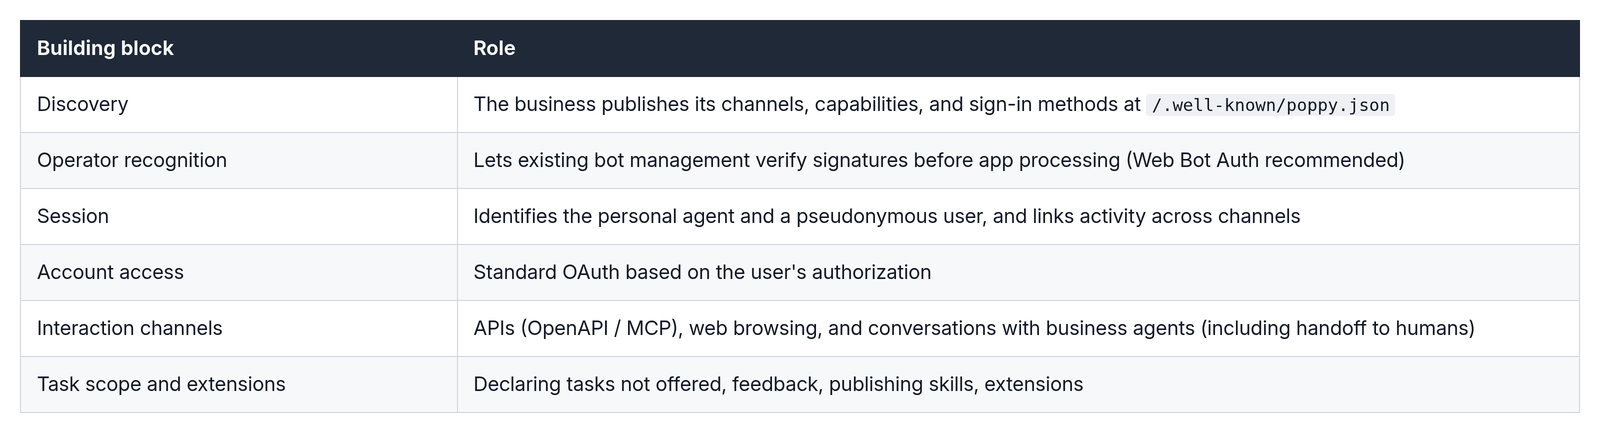 Building block	Role
Discovery	The business publishes its channels, capabilities, and sign-in methods at /.well-known/poppy.json
Operator recognition	Lets existing bot management verify signatures before app processing (Web Bot Auth recommended)
Session	Identifies the personal agent and a pseudonymous user, and links activity across channels
Account access	Standard OAuth based on the user's authorization
Interaction channels	APIs (OpenAPI / MCP), web browsing, and conversations with business agents (including handoff to humans)
Task scope and extensions	Declaring tasks not offered, feedback, publishing skills, extensions